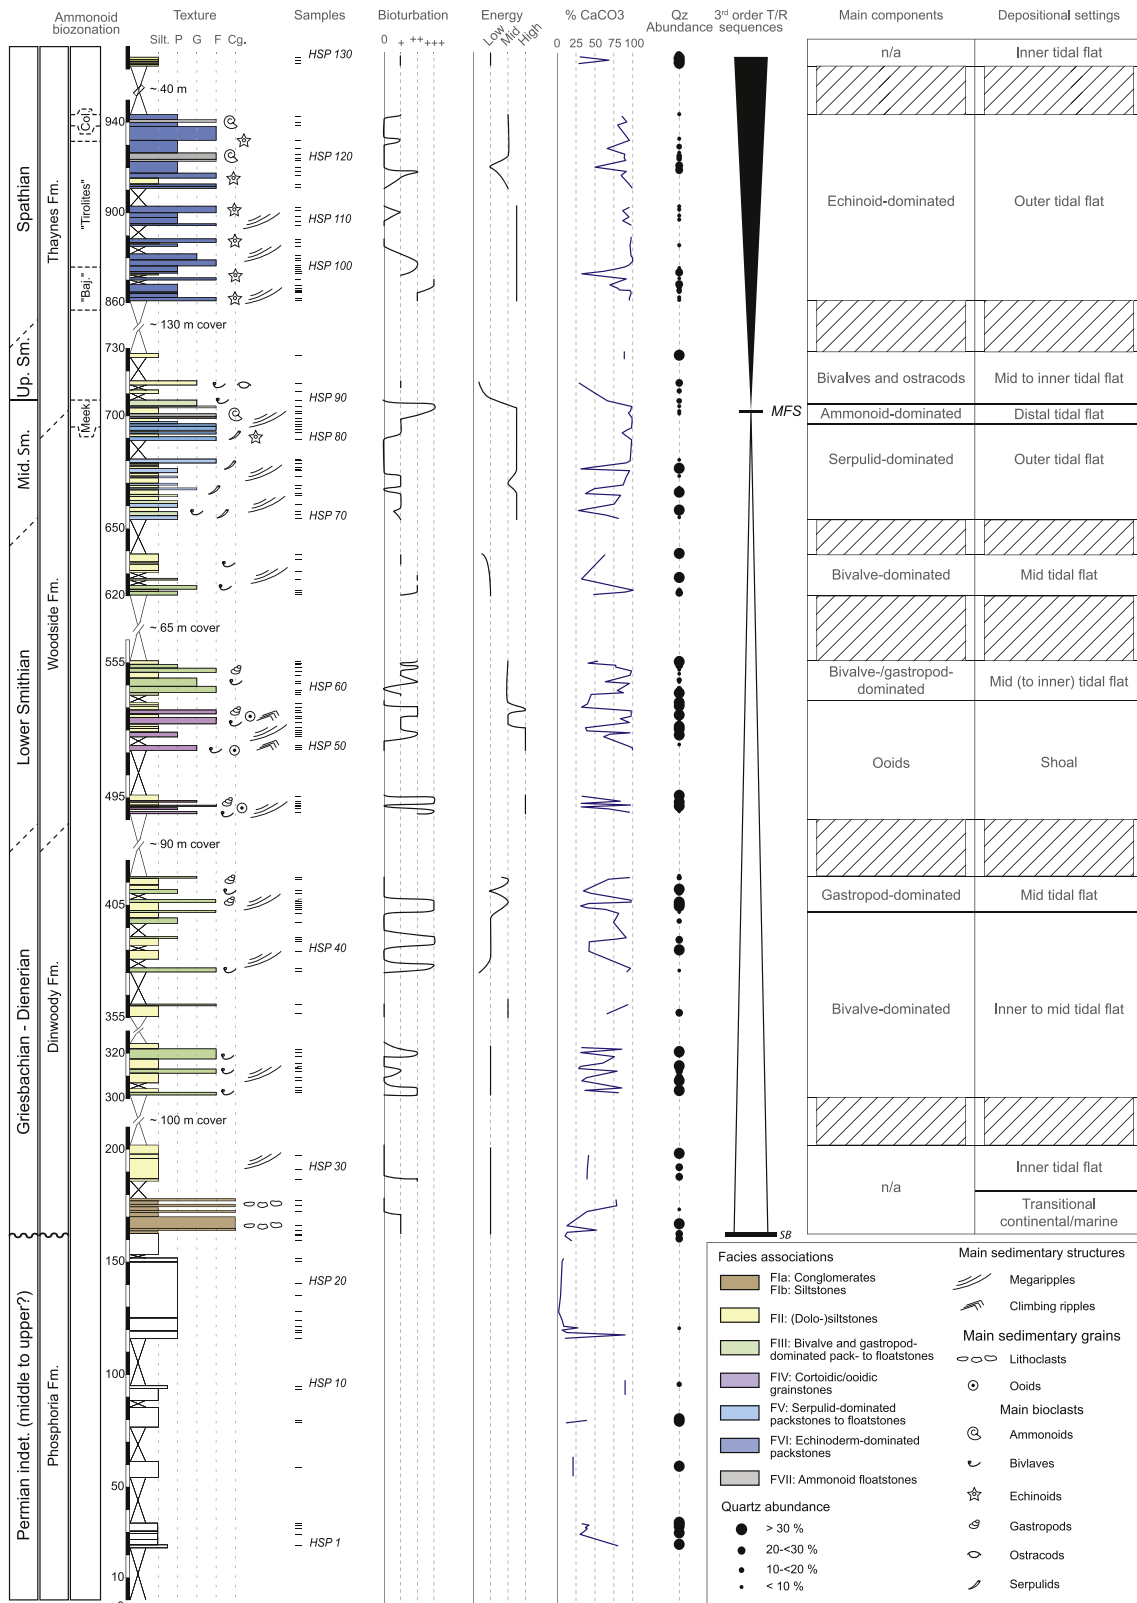 Ammonoid
biozonation
Texture
Silt. P G F Cg.
Samples
Bioturbation
0 + ++ +++
Energy
Low Mid High
% CaCO3
0 25 50 75 100
Qz
Abundance
3rd order T/R
sequences
Main components
Depositional settings
Spathian
Up. Sm.
Mid. Sm.
Lower Smithian
Griesbachian - Dienerian
Permian indet. (middle to upper?)
Thaynes Fm.
Woodside Fm.
Dinwoody Fm.
Phosphoria Fm.
Col.
"Tirolites"
"Baj."
Meek
~ 40 m
940
900
860
~ 130 m cover
730
700
650
620
~ 65 m cover
555
495
~ 90 m cover
405
355
320
300
~ 100 m cover
200
150
100
50
10
HSP 130
HSP 120
HSP 110
HSP 100
HSP 90
HSP 80
HSP 70
HSP 60
HSP 50
HSP 40
HSP 30
HSP 20
HSP 10
HSP 1
MFS
SB
n/a
Inner tidal flat
Echinoid-dominated
Outer tidal flat
Bivalves and ostracods
Mid to inner tidal flat
Ammonoid-dominated
Distal tidal flat
Serpulid-dominated
Outer tidal flat
Bivalve-dominated
Mid tidal flat
Bivalve-/gastropod-
dominated
Mid (to inner) tidal flat
Ooids
Shoal
Gastropod-dominated
Mid tidal flat
Bivalve-dominated
Inner to mid tidal flat
n/a
Inner tidal flat
Transitional
continental/marine
Facies associations
FIa: Conglomerates
FIb: Siltstones
FII: (Dolo-)siltstones
FIII: Bivalve and gastropod-
dominated pack- to floatstones
FIV: Cortoidic/ooidic
grainstones
FV: Serpulid-dominated
packstones to floatstones
FVI: Echinoderm-dominated
packstones
FVII: Ammonoid floatstones
Quartz abundance
> 30 %
20-<30 %
10-<20 %
< 10 %
Main sedimentary structures
Megaripples
Climbing ripples
Main sedimentary grains
Lithoclasts
Ooids
Main bioclasts
Ammonoids
Bivlaves
Echinoids
Gastropods
Ostracods
Serpulids